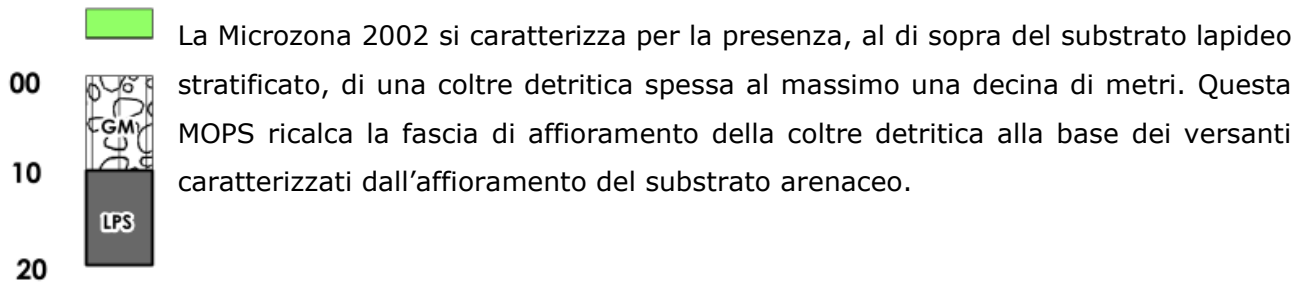 La Microzona 2002 si caratterizza per la presenza, al di sopra del substrato lapideo
00
stratificato, di una coltre detritica spessa al massimo una decina di metri. Questa
GM
MOPS ricalca la fascia di affioramento della coltre detritica alla base dei versanti
10
caratterizzati dall’affioramento del substrato arenaceo.
LPS
20